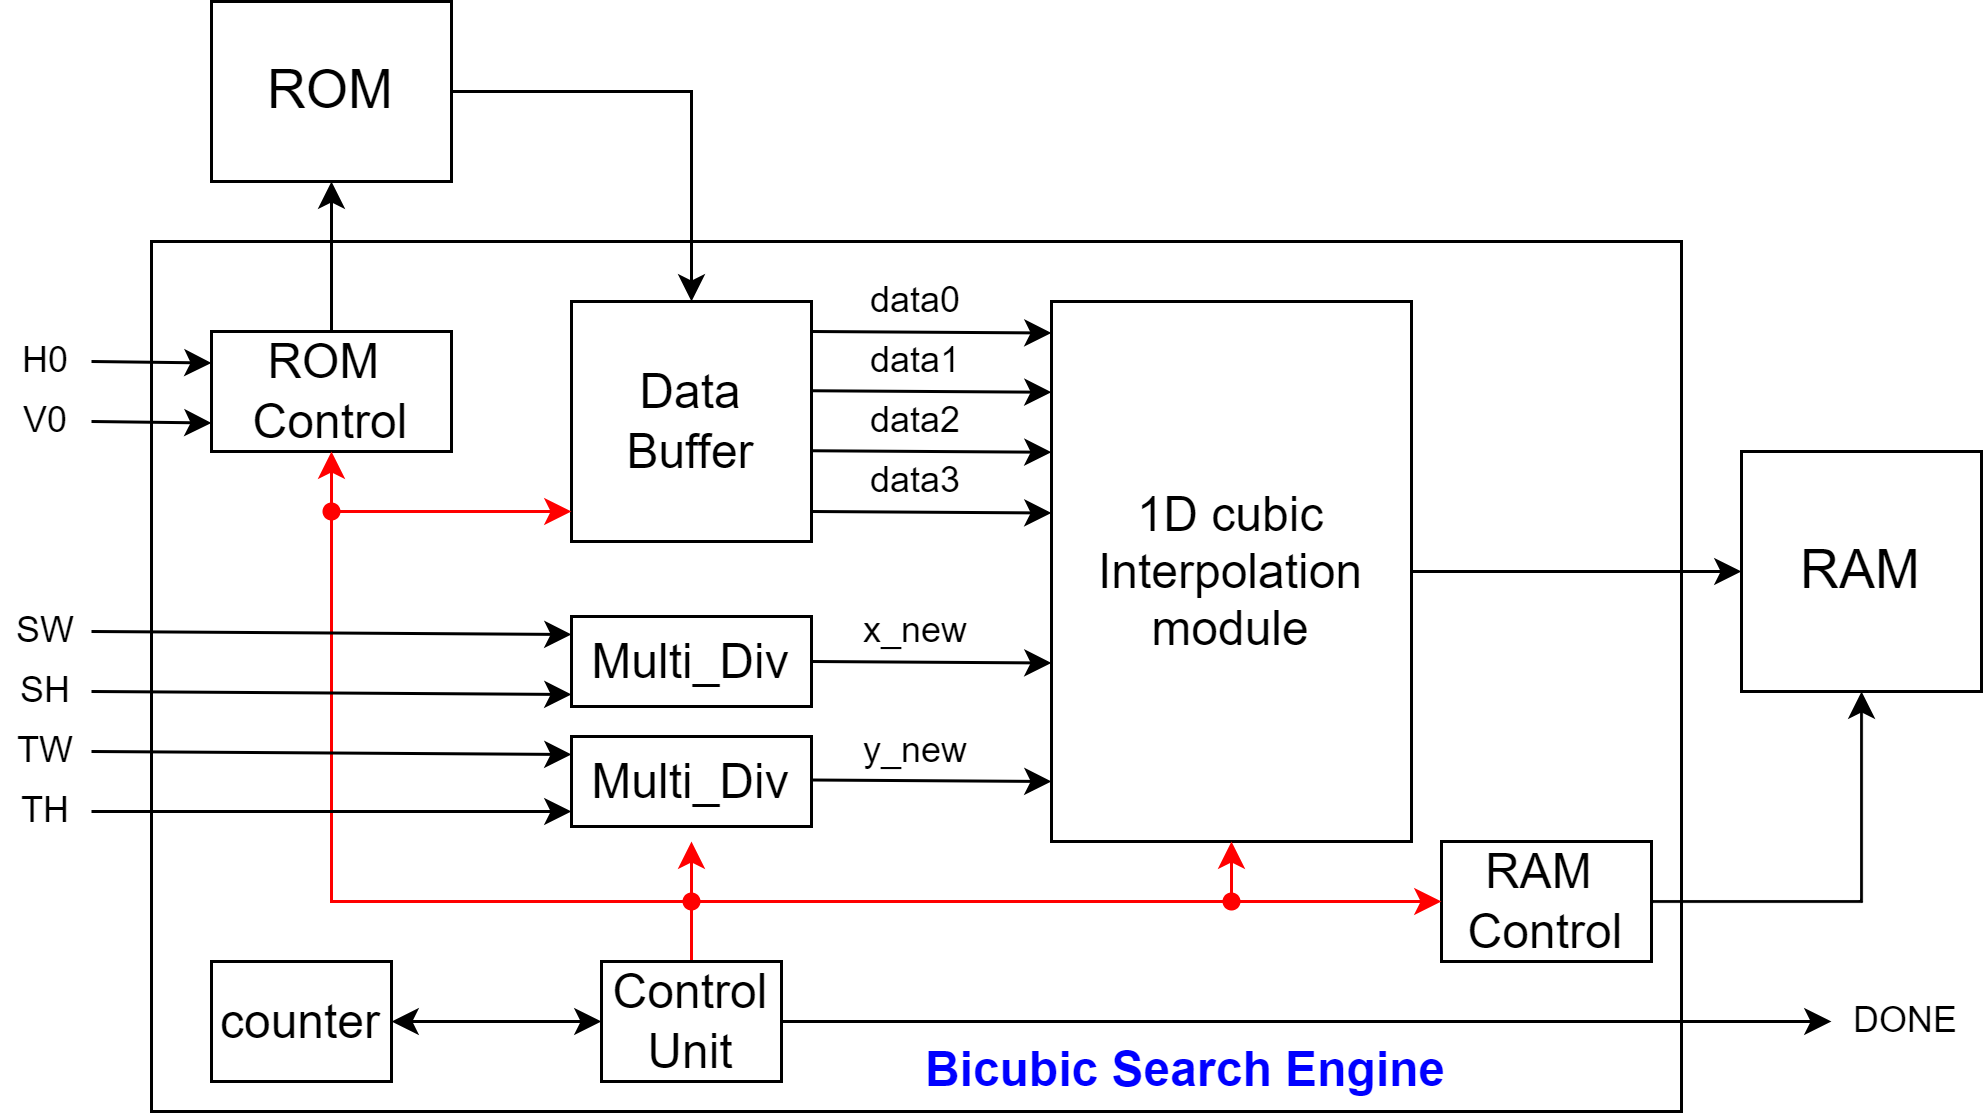 ROM
data0
H0
ROM
Control
data1
Data
Buffer
V0
data2
data3
1D cubic
Interpolation
module
RAM
SW
Multi_Div
x_new
SH
TW
Multi_Div
y_new
TH
RAM
Control
counter
Control
Unit
DONE
Bicubic Search Engine